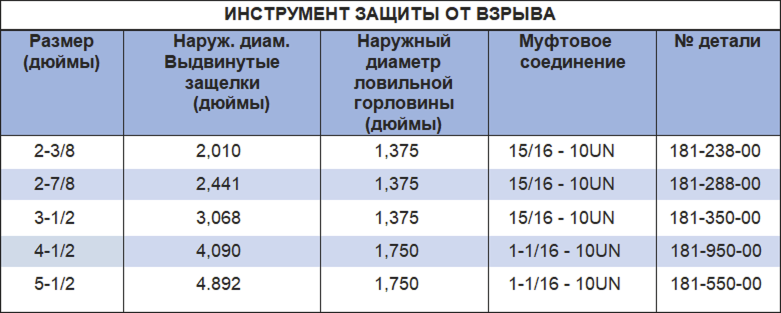 ИНСТРУМЕНТ ЗАЩИТЫ ОТ ВЗРЫВА
Размер (дюймы) Наруж. диам. Выдвинутые защелки (дюймы) Наружный диаметр ловильной горловины (дюймы) Муфтовое соединение № детали
2-3/8 2,010 1,375 15/16 - 10UN 181-238-00
2-7/8 2,441 1,375 15/16 - 10UN 181-288-00
3-1/2 3,068 1,375 15/16 - 10UN 181-350-00
4-1/2 4,090 1,750 1-1/16 - 10UN 181-950-00
5-1/2 4.892 1,750 1-1/16 - 10UN 181-550-00